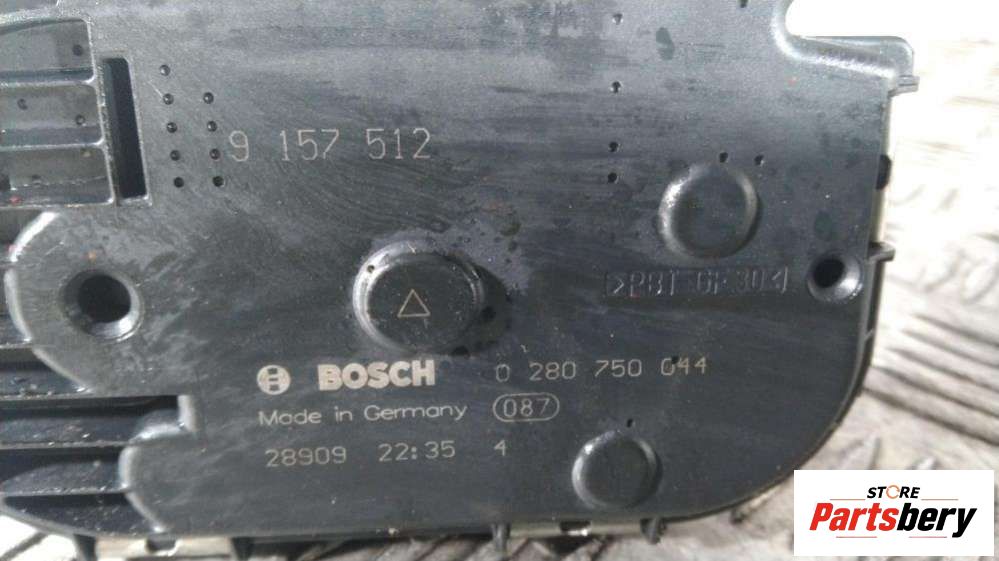 9 157 512
>PBT-GF30<
BOSCH 0 280 750 044
Made in Germany 087
28909 22:35 4
STORE
Partsbery